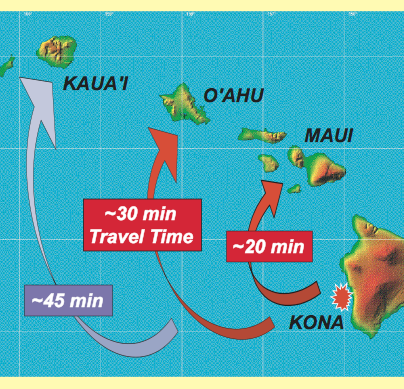 KAUA'I
O'AHU
MAUI
~30 min
Travel Time
~20 min
~45 min
KONA